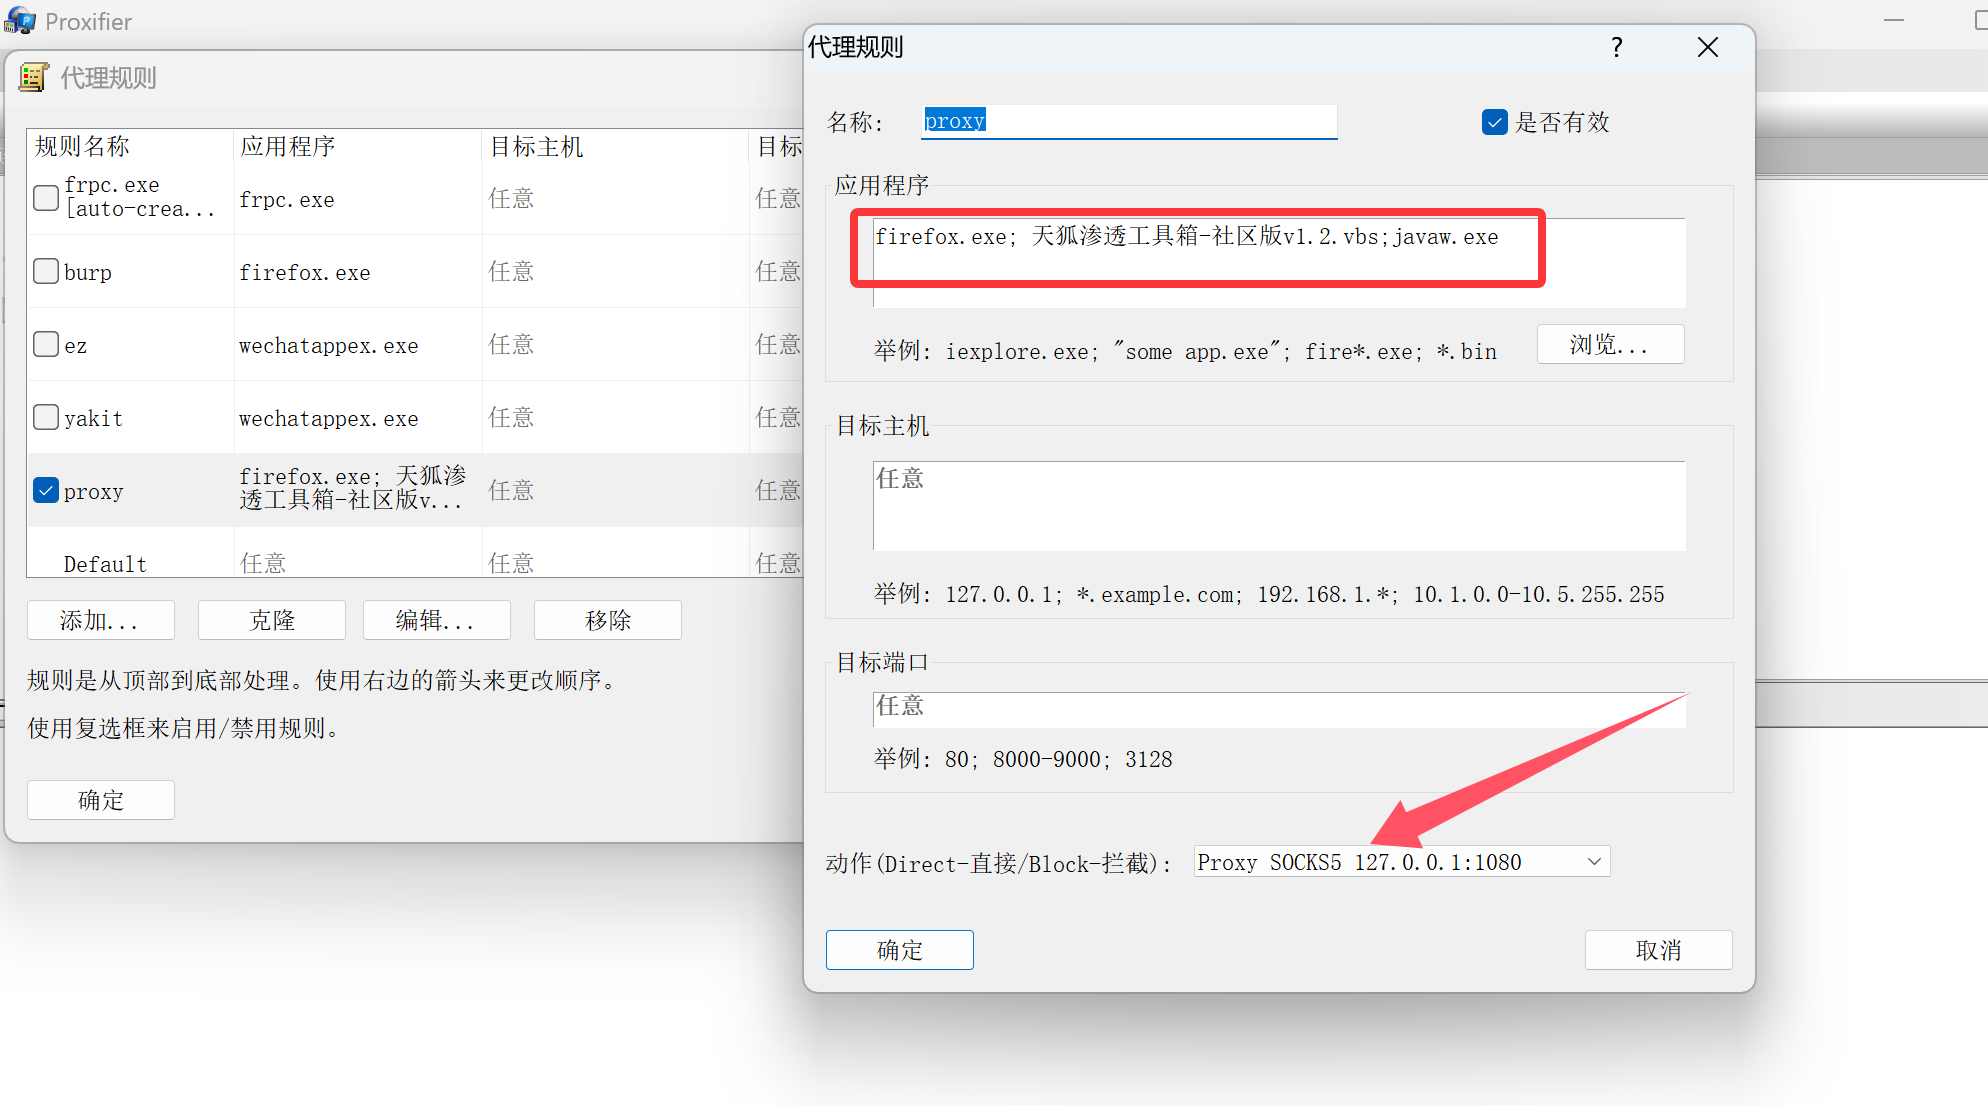 Proxifier
代理规则
规则名称 应用程序 目标主机 目标
frpc.exe
[auto-crea... frpc.exe 任意 任意
burp firefox.exe 任意 任意
ez wechatappex.exe 任意 任意
yakit wechatappex.exe 任意 任意
proxy firefox.exe; 天狐渗
透工具箱-社区版v... 任意 任意
Default 任意 任意 任意
添加... 克隆 编辑... 移除
规则是从顶部到底部处理。使用右边的箭头来更改顺序。
使用复选框来启用/禁用规则。
确定
代理规则 ?
名称: proxy 是否有效
应用程序
firefox.exe; 天狐渗透工具箱-社区版v1.2.vbs;javaw.exe
举例: iexplore.exe; "some app.exe"; fire*.exe; *.bin 浏览...
目标主机
任意
举例: 127.0.0.1; *.example.com; 192.168.1.*; 10.1.0.0-10.5.255.255
目标端口
任意
举例: 80; 8000-9000; 3128
动作(Direct-直接/Block-拦截): Proxy SOCKS5 127.0.0.1:1080
确定 取消